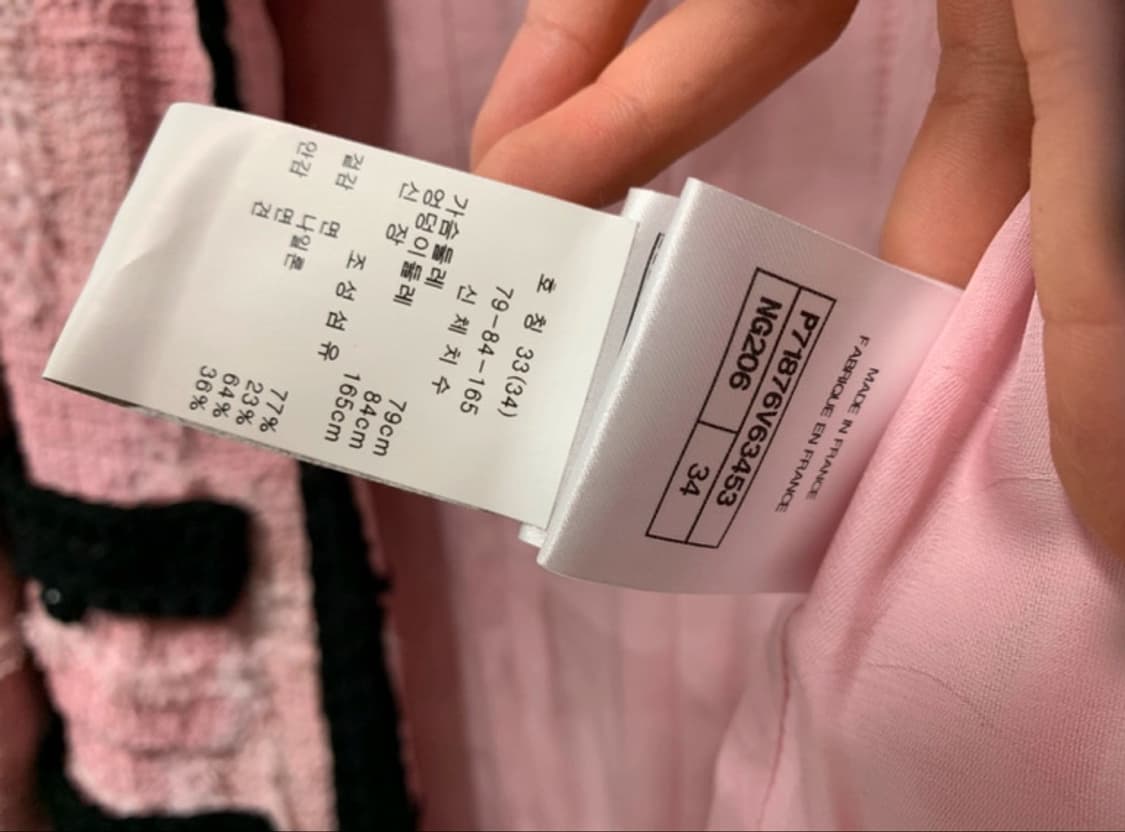 MADE IN FRANCE
FABRIQUE EN FRANCE
P71876V63453
NG206 34
호 칭 33(34)
79-84-165
신 체 치 수
가슴둘레 79cm
엉덩이둘레 84cm
신 장 165cm
조 성 섬 유
겉감 면 77%
나일론 23%
안감 면 64%
견 36%